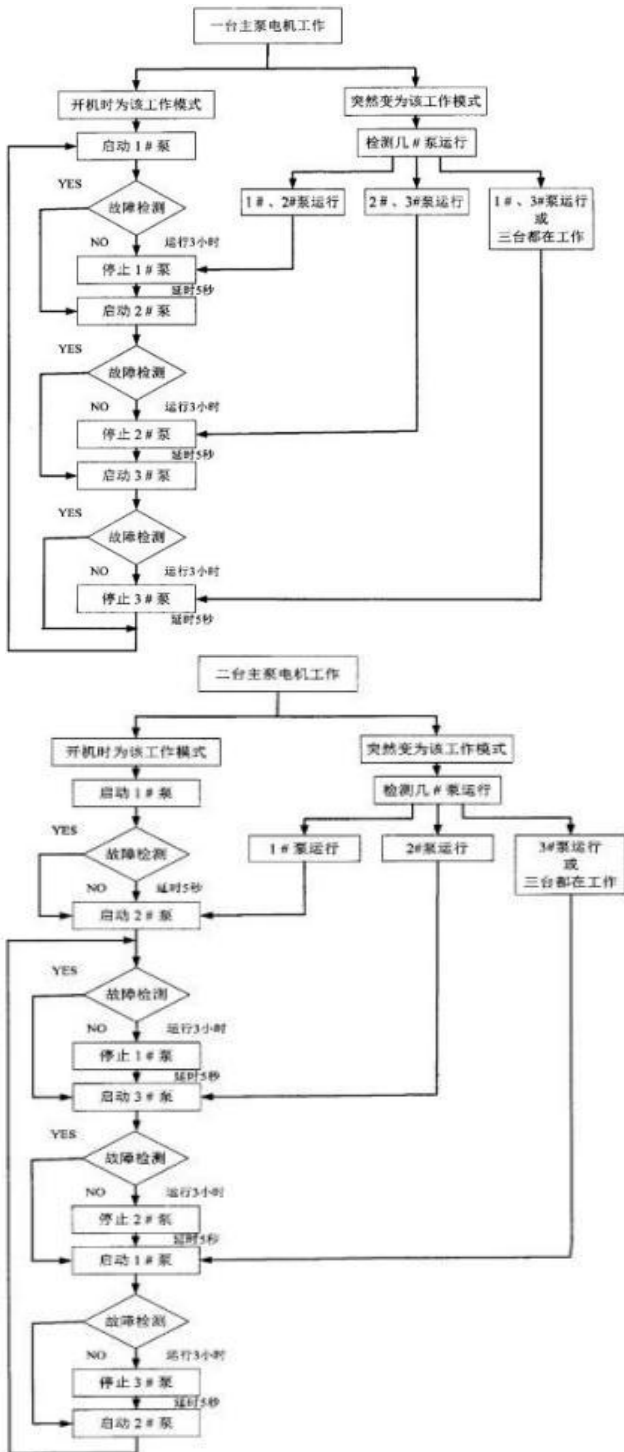 一台主泵电机工作
开机时为该工作模式
突然变为该工作模式
启动1#泵
检测几#泵运行
YES
故障检测
1#、2#泵运行
2#、3#泵运行
1#、3#泵运行
或
三台都在工作
NO
运行3小时
停止1#泵
延时5秒
启动2#泵
YES
故障检测
NO
运行3小时
停止2#泵
延时5秒
启动3#泵
YES
故障检测
NO
运行3小时
停止3#泵
延时5秒
二台主泵电机工作
开机时为该工作模式
突然变为该工作模式
启动1#泵
检测几#泵运行
YES
故障检测
1#泵运行
2#泵运行
3#泵运行
或
三台都在工作
NO
延时5秒
启动2#泵
YES
故障检测
NO
运行3小时
停止1#泵
延时5秒
启动3#泵
YES
故障检测
NO
运行3小时
停止2#泵
延时5秒
启动1#泵
故障检测
NO
运行3小时
停止3#泵
延时5秒
启动2#泵